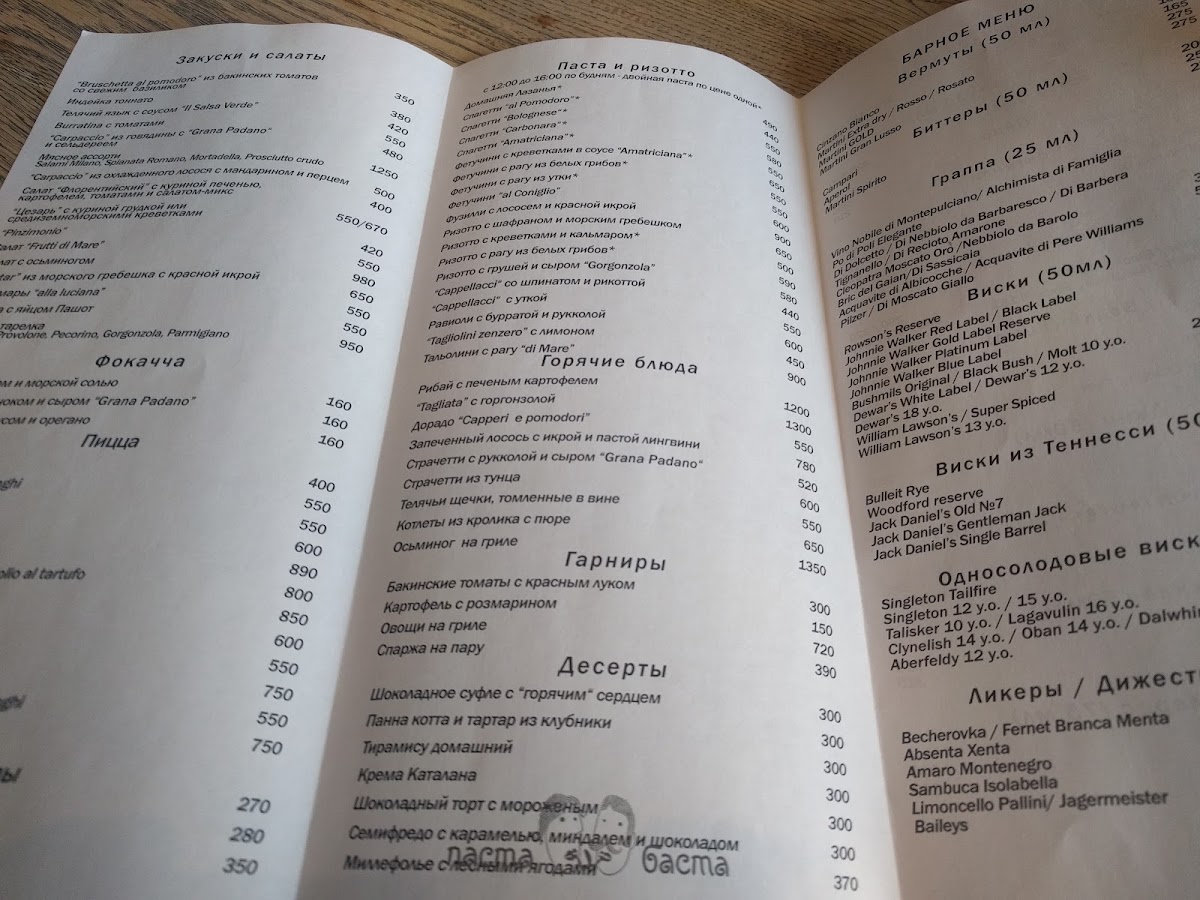 Закуски и салаты
"Bruschetta al pomodoro" из бакинских томатов
со свежим базиликом 350
Индейка тоннато 380
Телячий язык с соусом "Il Salsa Verde" 420
Burratina с томатами 550
"Carpaccio" из говядины с "Grana Padano"
и сельдереем 480
Мясное ассорти
Salami Milano, Spianata Romano, Mortadella, Prosciutto crudo 1250
"Carpaccio" из охлажденного лосося с мандарином и перцем 500
Салат "Флорентийский" с куриной печенью,
картофелем, томатами и салатом-микс 400
"Цезарь" с куриной грудкой или
средиземноморскими креветками 550/670
"Pinzimonio" 420
"Frutti di Mare" 550
с осьминогом 980
из морского гребешка с красной икрой 650
"alla luciana" 550
с яйцом Пашот 550
Provolone, Pecorino, Gorgonzola, Parmigiano 950
Фокачча
и морской солью 160
и сыром "Grana Padano" 160
и орегано 160
Пицца
400
550
550
600
890
al tartufo 800
850
600
550
750
550
750
270
280
350
Паста и ризотто
с 12:00 до 16:00 по будням - двойная паста по цене одной*
Домашняя Лазанья* 490
Спагетти "al Pomodoro"* 440
Спагетти "Bolognese"* 550
Спагетти "Carbonara"* 580
Спагетти "Amatriciana"* 550
Фетучини с креветками в соусе "Amatriciana"* 650
Фетучини с рагу из белых грибов* 550
Фетучини с рагу из утки* 550
Фетучини "al Coniglio" 600
Фузилли с лососем и красной икрой 900
Ризотто с шафраном и морским гребешком 650
Ризотто с креветками и кальмаром* 500
Ризотто с рагу из белых грибов* 590
Ризотто с грушей и сыром "Gorgonzola" 580
"Cappellacci" со шпинатом и рикоттой 440
"Cappellacci" с уткой 550
Равиоли с бурратой и рукколой 600
"Tagliolini zenzero" с лимоном 450
Тальолини с рагу "di Mare" 900
Горячие блюда
Рибай с печеным картофелем 1200
"Tagliata" с горгонзолой 1300
Дорадо "Capperi e pomodori" 550
Запеченный лосось с икрой и пастой лингвини 780
Страчетти с рукколой и сыром "Grana Padano" 520
Страчетти из тунца 600
Телячьи щечки, томленные в вине 550
Котлеты из кролика с пюре 650
Осьминог на гриле 1350
Гарниры
Бакинские томаты с красным луком 300
Картофель с розмарином 150
Овощи на гриле 720
Спаржа на пару 390
Десерты
Шоколадное суфле с "горячим" сердцем 300
Панна котта и тартар из клубники 300
Тирамису домашний 300
Крема Каталана 300
Шоколадный торт с мороженым 300
Семифредо с карамелью, миндалем и шоколадом 300
Миллефолье с лесными ягодами 370
паста баста
БАРНОЕ МЕНЮ
Вермуты (50 мл)
Cinzano Bianco
Martini Extra dry / Rosso / Rosato
Martini GOLD
Martini Gran Lusso
Биттеры (50 мл)
Campari
Aperol
Martini Spirito
Граппа (25 мл)
Vino Nobile di Montepulciano/ Alchimista di Famiglia
Po di Poli Elegante
Di Dolcetto / Di Nebbiolo da Barbaresco / Di Barbera
Tignanello / Di Recioto Amarone
Cleopatra Moscato Oro /Nebbiolo da Barolo
Bric del Gaian/Di Sassicaia
Acquavite di Albicocche / Acquavite di Pere Williams
Pilzer / Di Moscato Giallo
Виски (50мл)
Rowson's Reserve
Johnnie Walker Red Label / Black Label
Johnnie Walker Gold Label Reserve
Johnnie Walker Platinum Label
Johnnie Walker Blue Label
Bushmils Original / Black Bush / Molt 10 y.o.
Dewar's White Label / Dewar's 12 y.o.
Dewar's 18 y.o.
William Lawson's / Super Spiced
William Lawson's 13 y.o.
Виски из Теннесси (50
Bulleit Rye
Woodford reserve
Jack Daniel's Old №7
Jack Daniel's Gentleman Jack
Jack Daniel's Single Barrel
Односолодовые виск
Singleton Tailfire
Singleton 12 y.o. / 15 y.o.
Talisker 10 y.o. / Lagavulin 16 y.o.
Clynelish 14 y.o. / Oban 14 y.o. / Dalwhin
Aberfeldy 12 y.o.
Ликеры / Дижест
Becherovka / Fernet Branca Menta
Absenta Xenta
Amaro Montenegro
Sambuca Isolabella
Limoncello Pallini/ Jagermeister
Baileys